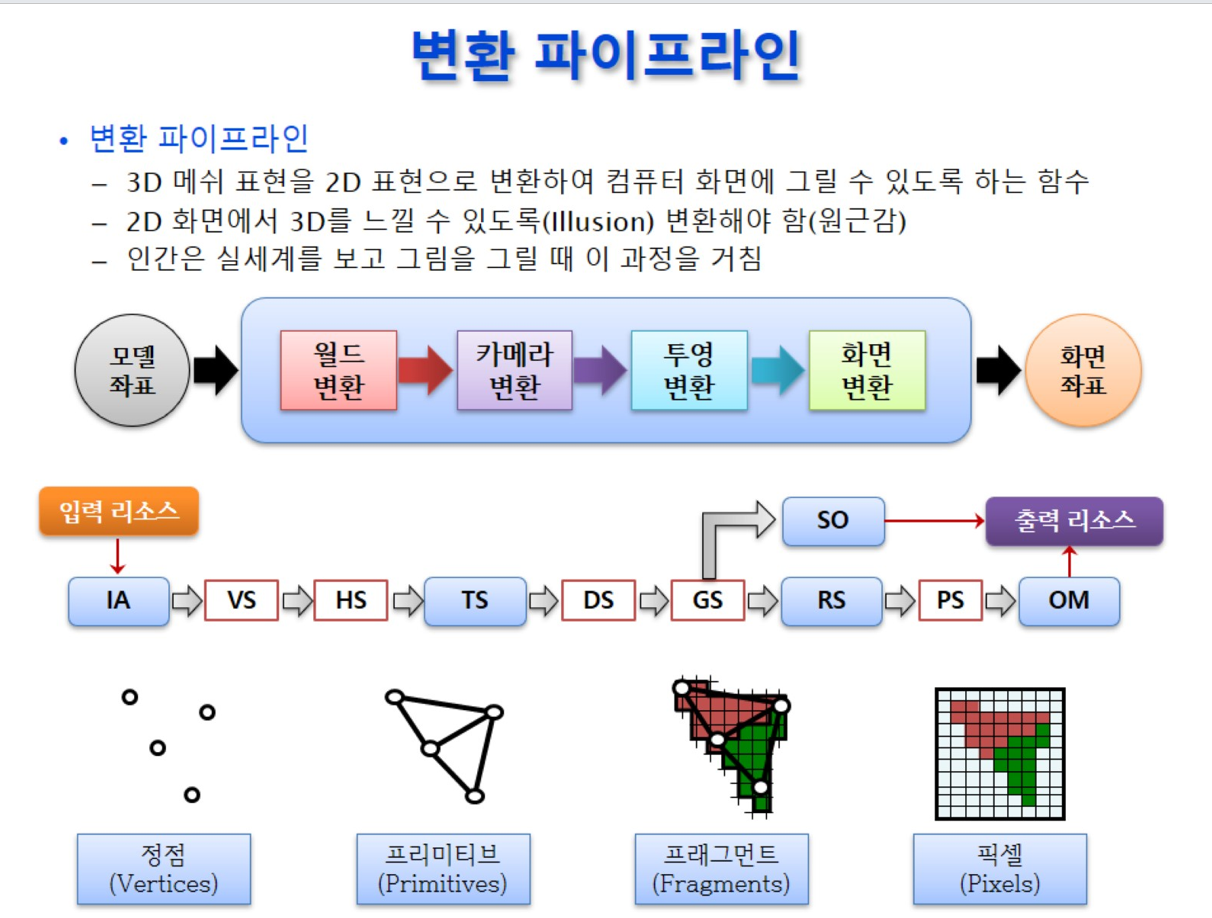 변환 파이프라인
• 변환 파이프라인
– 3D 메쉬 표현을 2D 표현으로 변환하여 컴퓨터 화면에 그릴 수 있도록 하는 함수
– 2D 화면에서 3D를 느낄 수 있도록(Illusion) 변환해야 함(원근감)
– 인간은 실세계를 보고 그림을 그릴 때 이 과정을 거침
모델
좌표
월드
변환
카메라
변환
투영
변환
화면
변환
화면
좌표
입력 리소스
SO
출력 리소스
IA
VS
HS
TS
DS
GS
RS
PS
OM
정점
(Vertices)
프리미티브
(Primitives)
프래그먼트
(Fragments)
픽셀
(Pixels)